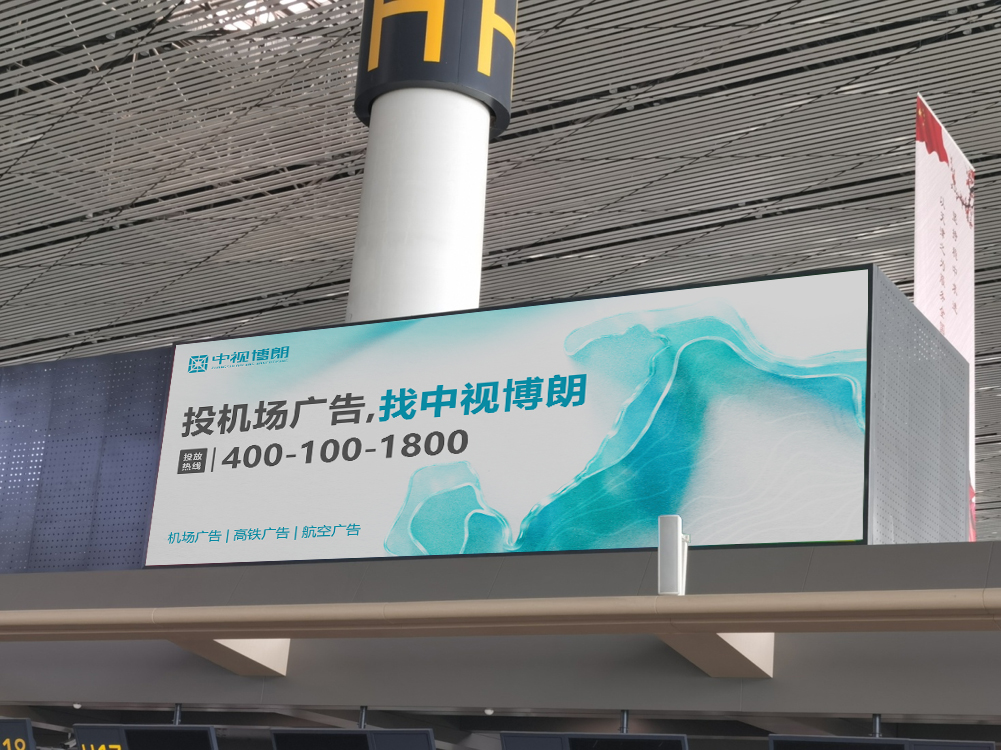 H H
中视博朗
投机场广告,找中视博朗
投放
热线
400-100-1800
机场广告 | 高铁广告 | 航空广告
H17